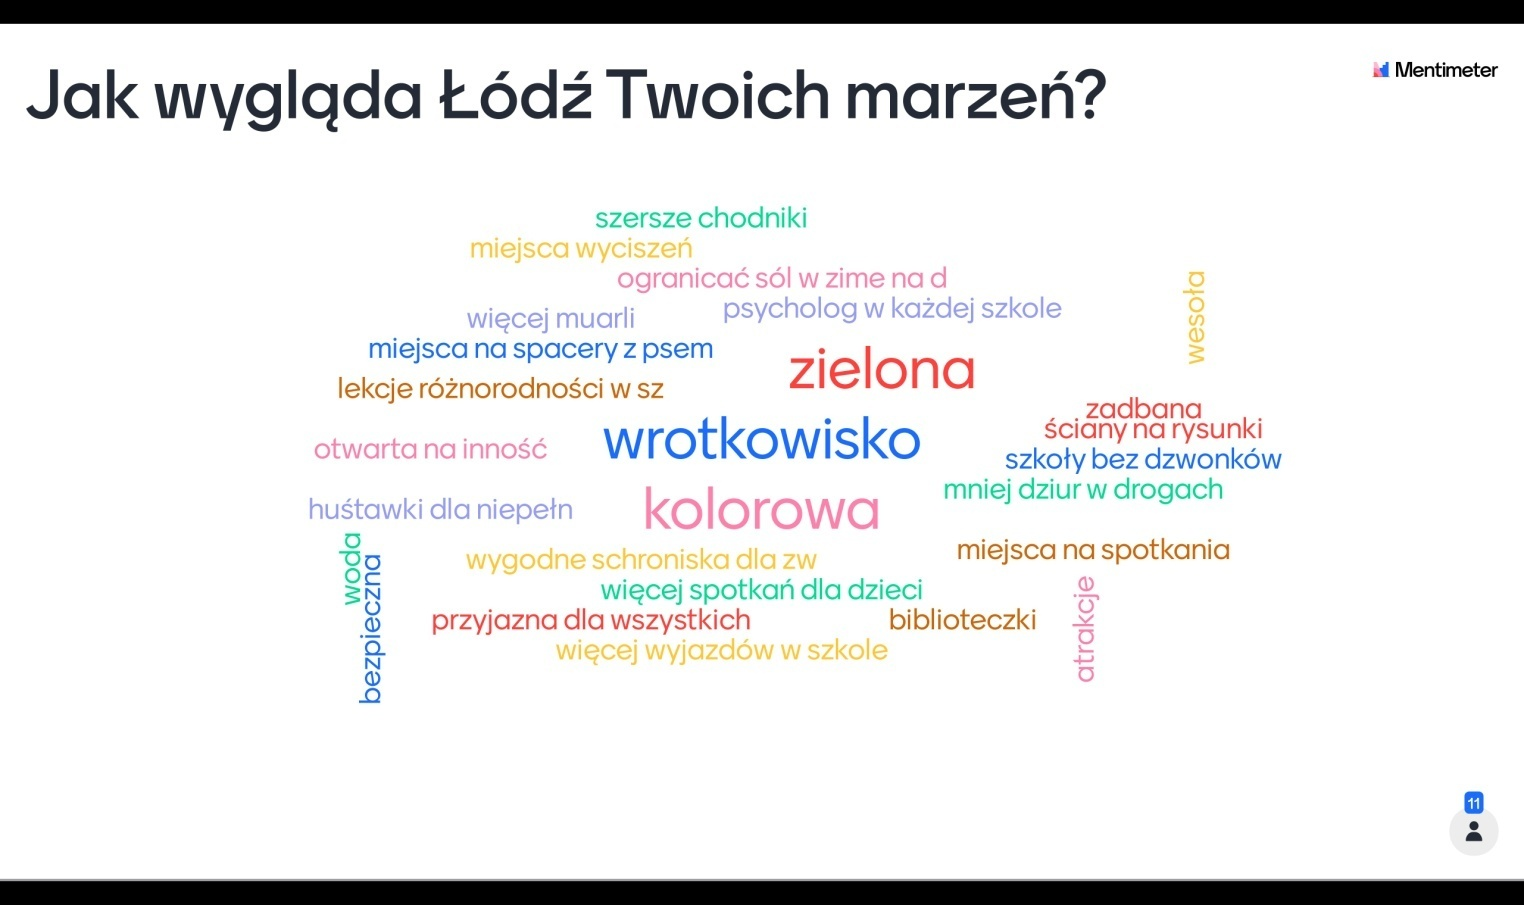 Jak wygląda Łódź Twoich marzeń?
Mentimeter
szersze chodniki
miejsca wyciszeń
ogranicać sól w zime na d
psycholog w każdej szkole
więcej muarli
wesoła
miejsca na spacery z psem
zielona
lekcje różnorodności w sz
zadbana
ściany na rysunki
wrotkowisko
otwarta na inność
szkoły bez dzwonków
mniej dziur w drogach
kolorowa
huśtawki dla niepełn
miejsca na spotkania
wygodne schroniska dla zw
woda
bezpieczna
więcej spotkań dla dzieci
przyjazna dla wszystkich
biblioteczki
atrakcje
więcej wyjazdów w szkole
11